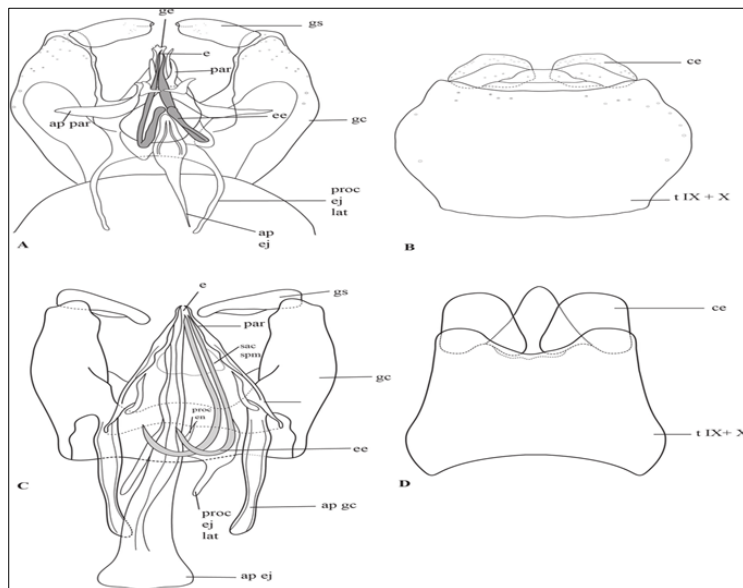 ge
gs
e
par
ap par
ee
gc
proc
ej
lat
ap
ej
A
ce
t IX + X
B
e
gs
par
sac
spm
gc
proc
en
ee
C
ap gc
proc
ej
lat
ap ej
ce
t IX+ X
D